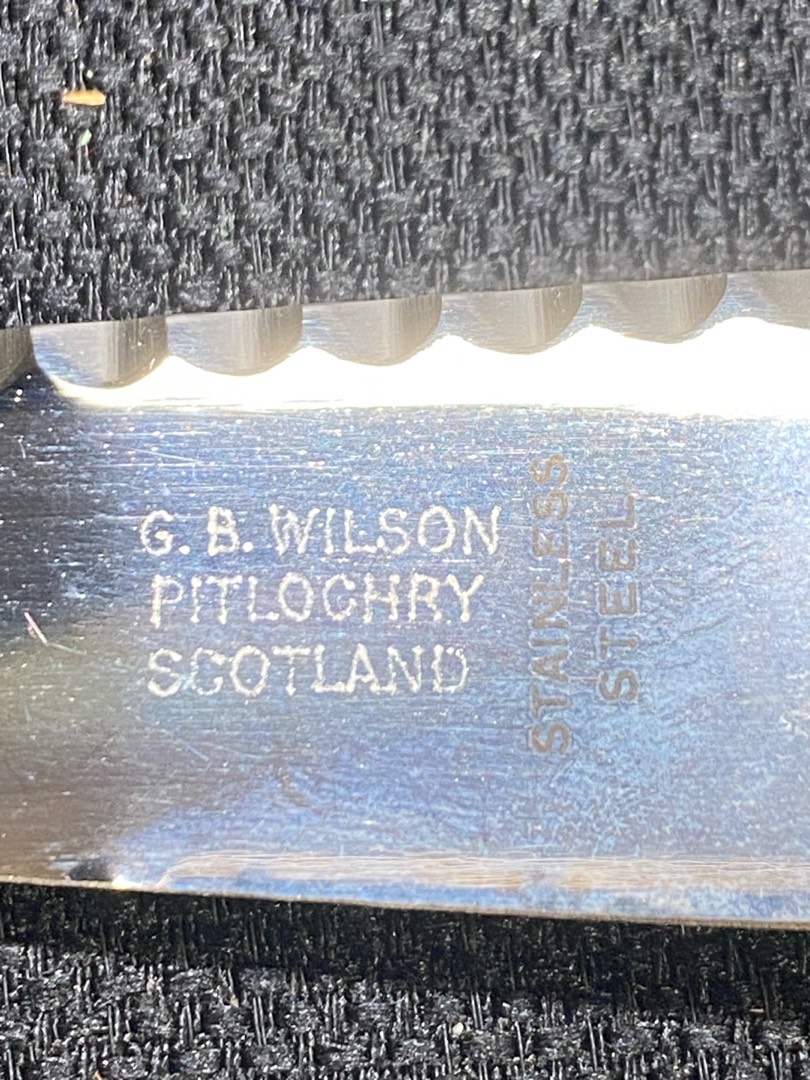 G. B. WILSON
PITLOCHRY
SCOTLAND
STAINLESS
STEEL